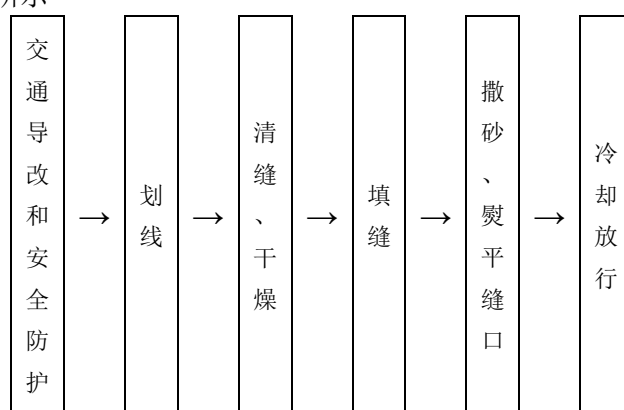 交通导改和安全防护
→
划线
→
清缝、干燥
→
填缝
→
撒砂、熨平缝口
→
冷却放行